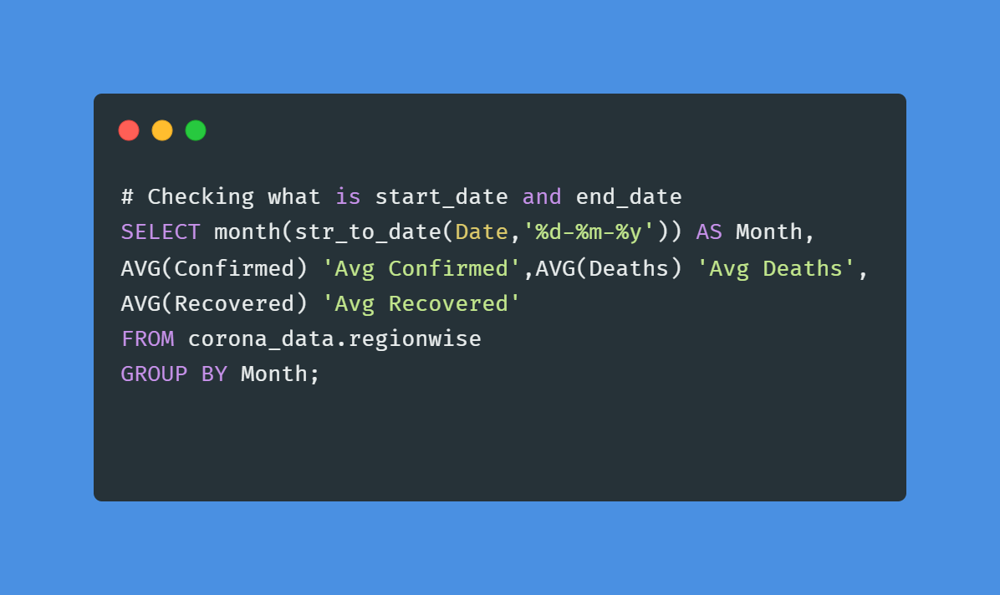 # Checking what is start_date and end_date
SELECT month(str_to_date(Date,'%d-%m-%y')) AS Month,
AVG(Confirmed) 'Avg Confirmed',AVG(Deaths) 'Avg Deaths',
AVG(Recovered) 'Avg Recovered'
FROM corona_data.regionwise
GROUP BY Month;